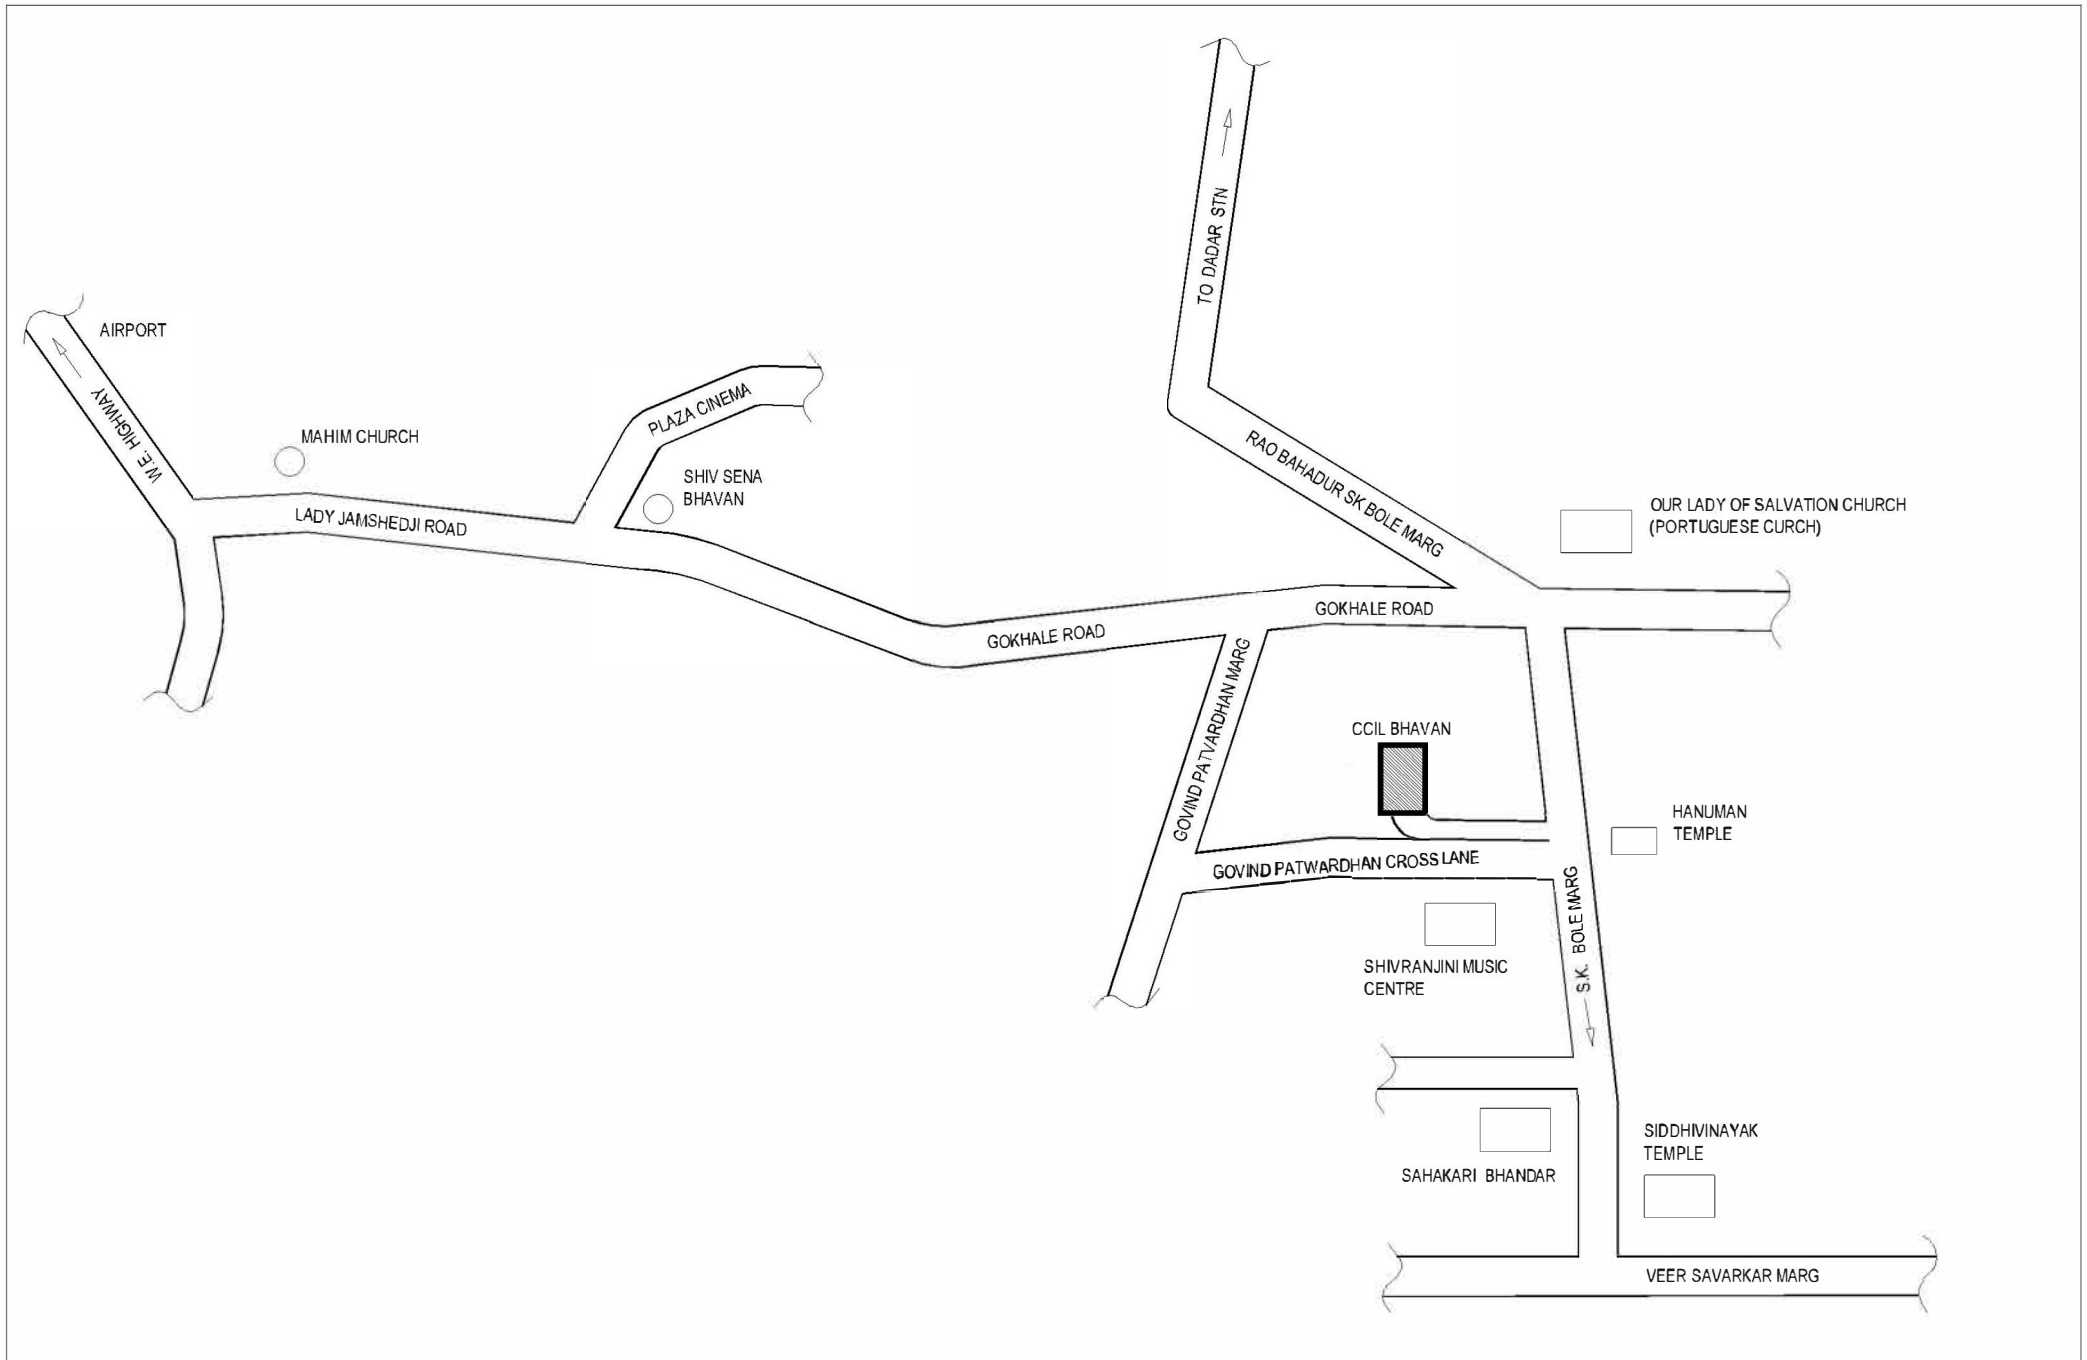 TO DADAR STN
AIRPORT
W.E. HIGHWAY
MAHIM CHURCH
PLAZA CINEMA
SHIV SENA
BHAVAN
LADY JAMSHEDJI ROAD
RAO BAHADUR SK BOLE MARG
OUR LADY OF SALVATION CHURCH
(PORTUGUESE CURCH)
GOKHALE ROAD
GOKHALE ROAD
GOVIND PATVARDHAN MARG
CCIL BHAVAN
HANUMAN
TEMPLE
GOVIND PATWARDHAN CROSS LANE
S.K. BOLE MARG
SHIVRANJINI MUSIC
CENTRE
SAHAKARI BHANDAR
SIDDHIVINAYAK
TEMPLE
VEER SAVARKAR MARG